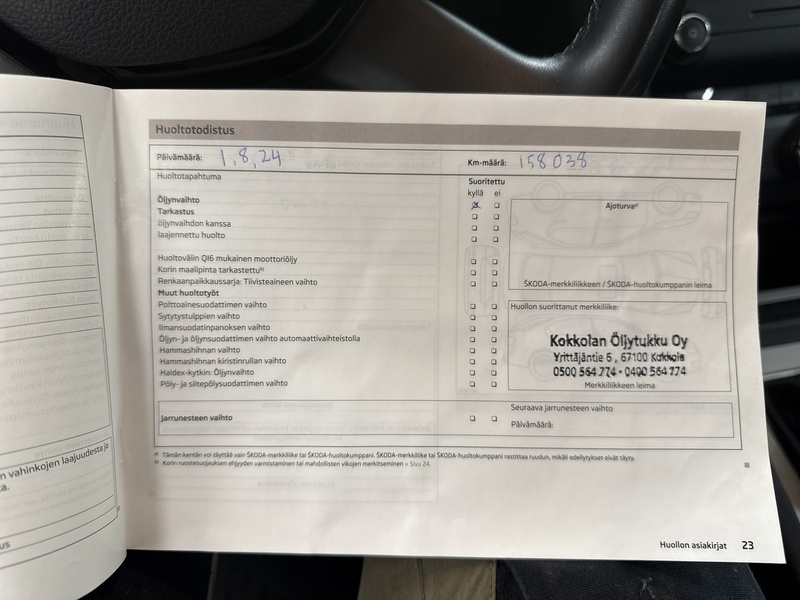 Huoltotodistus
Päivämäärä: 1,8,24 Km-määrä: 158038
Huoltotapahtuma Suoritettu
kyllä ei
Öljynvaihto
Tarkastus
öljynvaihdon kanssa
laajennettu huolto
Ajoturva
ŠKODA-merkkiliikkeen / ŠKODA-huoltokumppanin leima
Huoltovälin QI6 mukainen moottoriöljy
Korin maalipinta tarkastettu
Renkaanpaikkaussarja: Tiivisteaineen vaihto
Muut huoltotyöt
Polttoainesuodattimen vaihto
Sytytystulppien vaihto
Ilmansuodatinpanoksen vaihto
Öljyn- ja öljynsuodattimen vaihto automaattivaihteistolla
Hammashihnan vaihto
Hammashihnan kiristinrullan vaihto
Haldex-kytkin: Öljynvaihto
Pöly- ja siitepölysuodattimen vaihto
Huollon suorittanut merkkiliike:
Kokkolan Öljytukku Oy
Yrittäjäntie 6 , 67100 Kokkola
0500 564 774 • 0400 564 774
Merkkiliikkeen leima
Jarrunesteen vaihto
Seuraava jarrunesteen vaihto
Päivämäärä:
a) Tämän kentän voi täyttää vain ŠKODA-merkkiliike tai ŠKODA-huoltokumppani. ŠKODA-merkkiliike tai ŠKODA-huoltokumppani rastittaa ruudun, mikäli edellytykset eivät täyty.
b) Korin ruostesuojauksen ehjyyden varmistaminen tai mahdollisten vikojen merkitseminen » Sivu 24.
Huollon asiakirjat 23
n vahinkojen laajuudesta ja
ta.
us